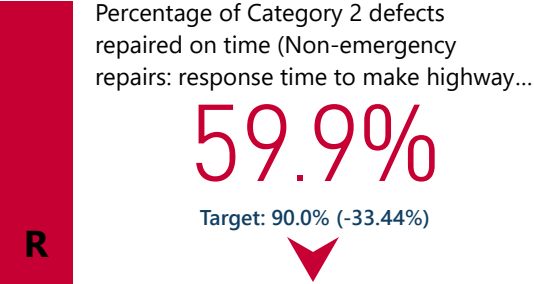 Percentage of Category 2 defects
repaired on time (Non-emergency
repairs: response time to make highway...
59.9%
Target: 90.0% (-33.44%)
R